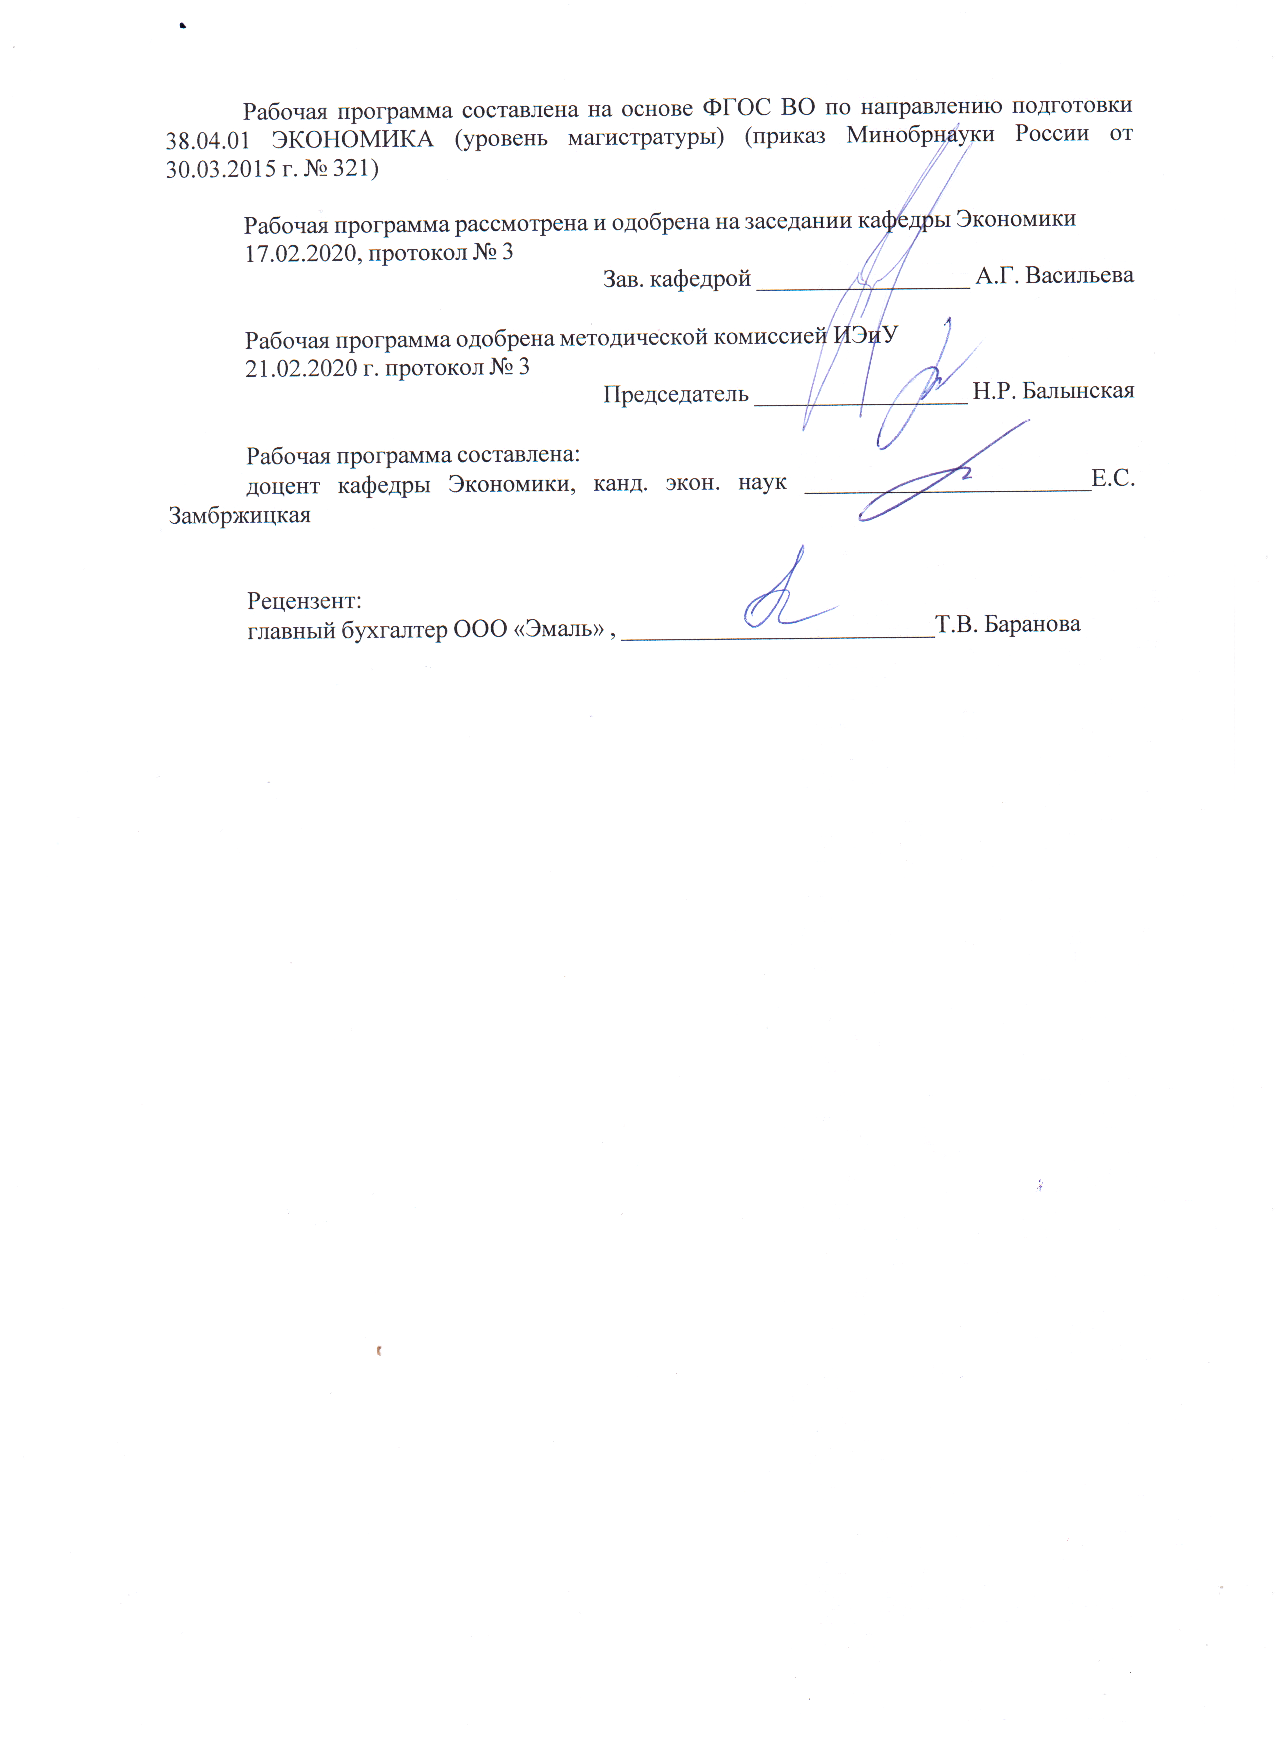 Рабочая программа составлена на основе ФГОС ВО по направлению подготовки
38.04.01 ЭКОНОМИКА (уровень магистратуры) (приказ Минобрнауки России от
30.03.2015 г. № 321)
Рабочая программа рассмотрена и одобрена на заседании кафедры Экономики
17.02.2020, протокол № 3
Зав. кафедрой _________________ А.Г. Васильева
Рабочая программа одобрена методической комиссией ИЭиУ
21.02.2020 г. протокол № 3
Председатель _________________ Н.Р. Балынская
Рабочая программа составлена:
доцент кафедры Экономики, канд. экон. наук _______________________Е.С.
Замбржицкая
Рецензент:
главный бухгалтер ООО «Эмаль» , _________________________Т.В. Баранова